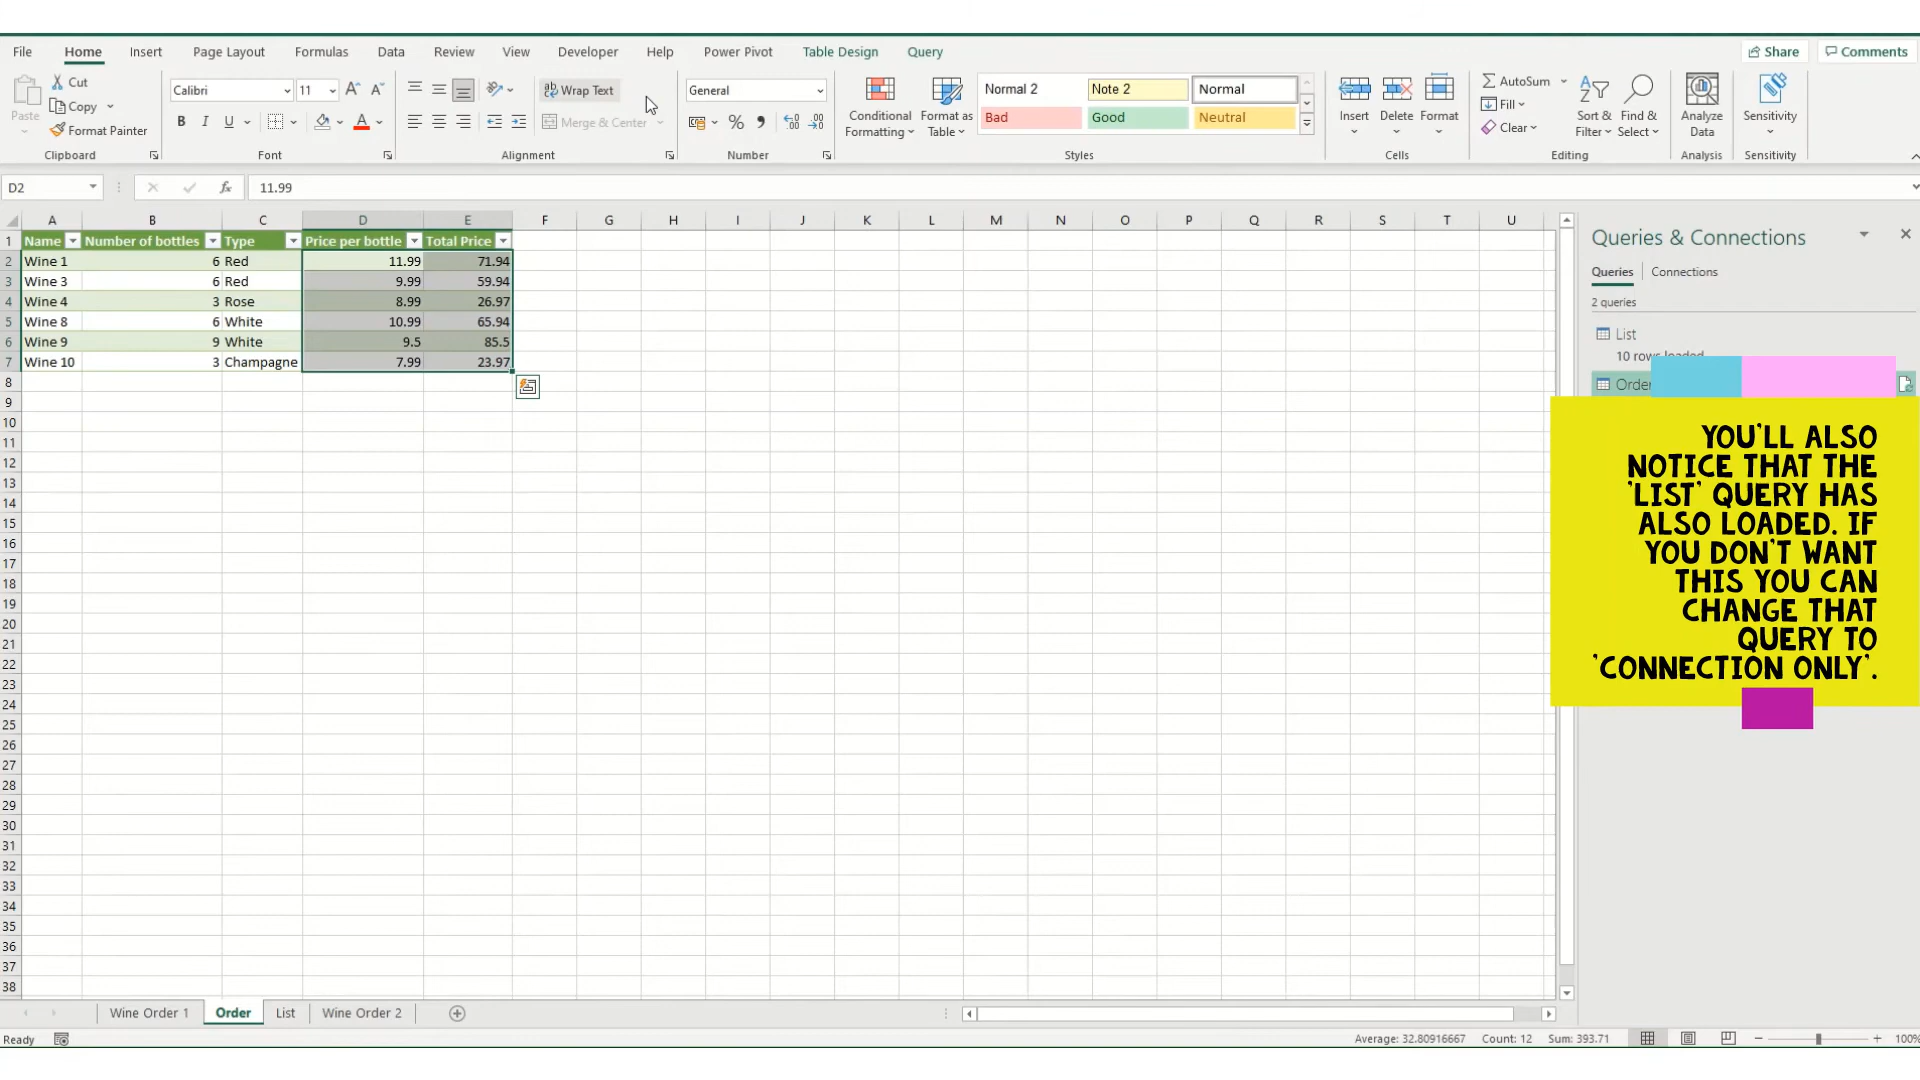 File Home Insert Page Layout Formulas Data Review View Developer Help Power Pivot Table Design Query Share Comments
Paste Cut Copy Format Painter
Clipboard
Calibri 11
B I U A
Font
Wrap Text
Merge & Center
Alignment
General
%
Number
Conditional Formatting
Format as Table
Normal 2 Note 2 Normal
Bad Good Neutral
Styles
Insert Delete Format
Cells
AutoSum
Fill
Clear
Sort & Filter
Find & Select
Editing
Analyze Data
Analysis
Sensitivity
Sensitivity
D2 fx 11.99
A B C D E F G H I J K L M N O P Q R S T U
1 Name Number of bottles Type Price per bottle Total Price
2 Wine 1 6 Red 11.99 71.94
3 Wine 3 6 Red 9.99 59.94
4 Wine 4 3 Rose 8.99 26.97
5 Wine 8 6 White 10.99 65.94
6 Wine 9 9 White 9.5 85.5
7 Wine 10 3 Champagne 7.99 23.97
8
9
10
11
12
13
14
15
16
17
18
19
20
21
22
23
24
25
26
27
28
29
30
31
32
33
34
35
36
37
38
Queries & Connections
Queries Connections
2 queries
List
10 rows loaded
Order
YOU'LL ALSO
NOTICE THAT THE
'LIST' QUERY HAS
ALSO LOADED. IF
YOU DON'T WANT
THIS YOU CAN
CHANGE THAT
QUERY TO
'CONNECTION ONLY'.
Wine Order 1 Order List Wine Order 2
Ready Average: 32.80916667 Count: 12 Sum: 393.71 100%